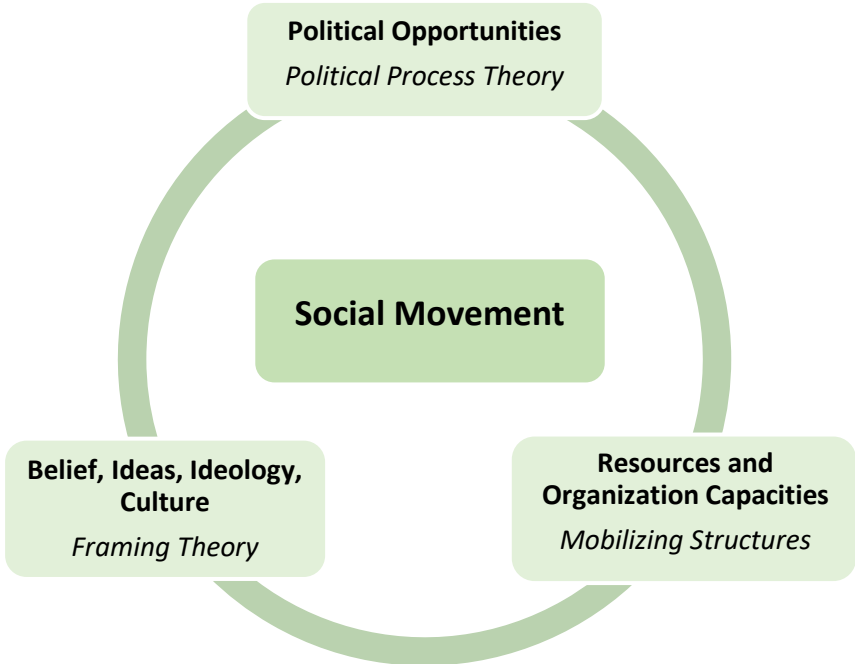 Political Opportunities
Political Process Theory
Social Movement
Belief, Ideas, Ideology,
Culture
Framing Theory
Resources and
Organization Capacities
Mobilizing Structures